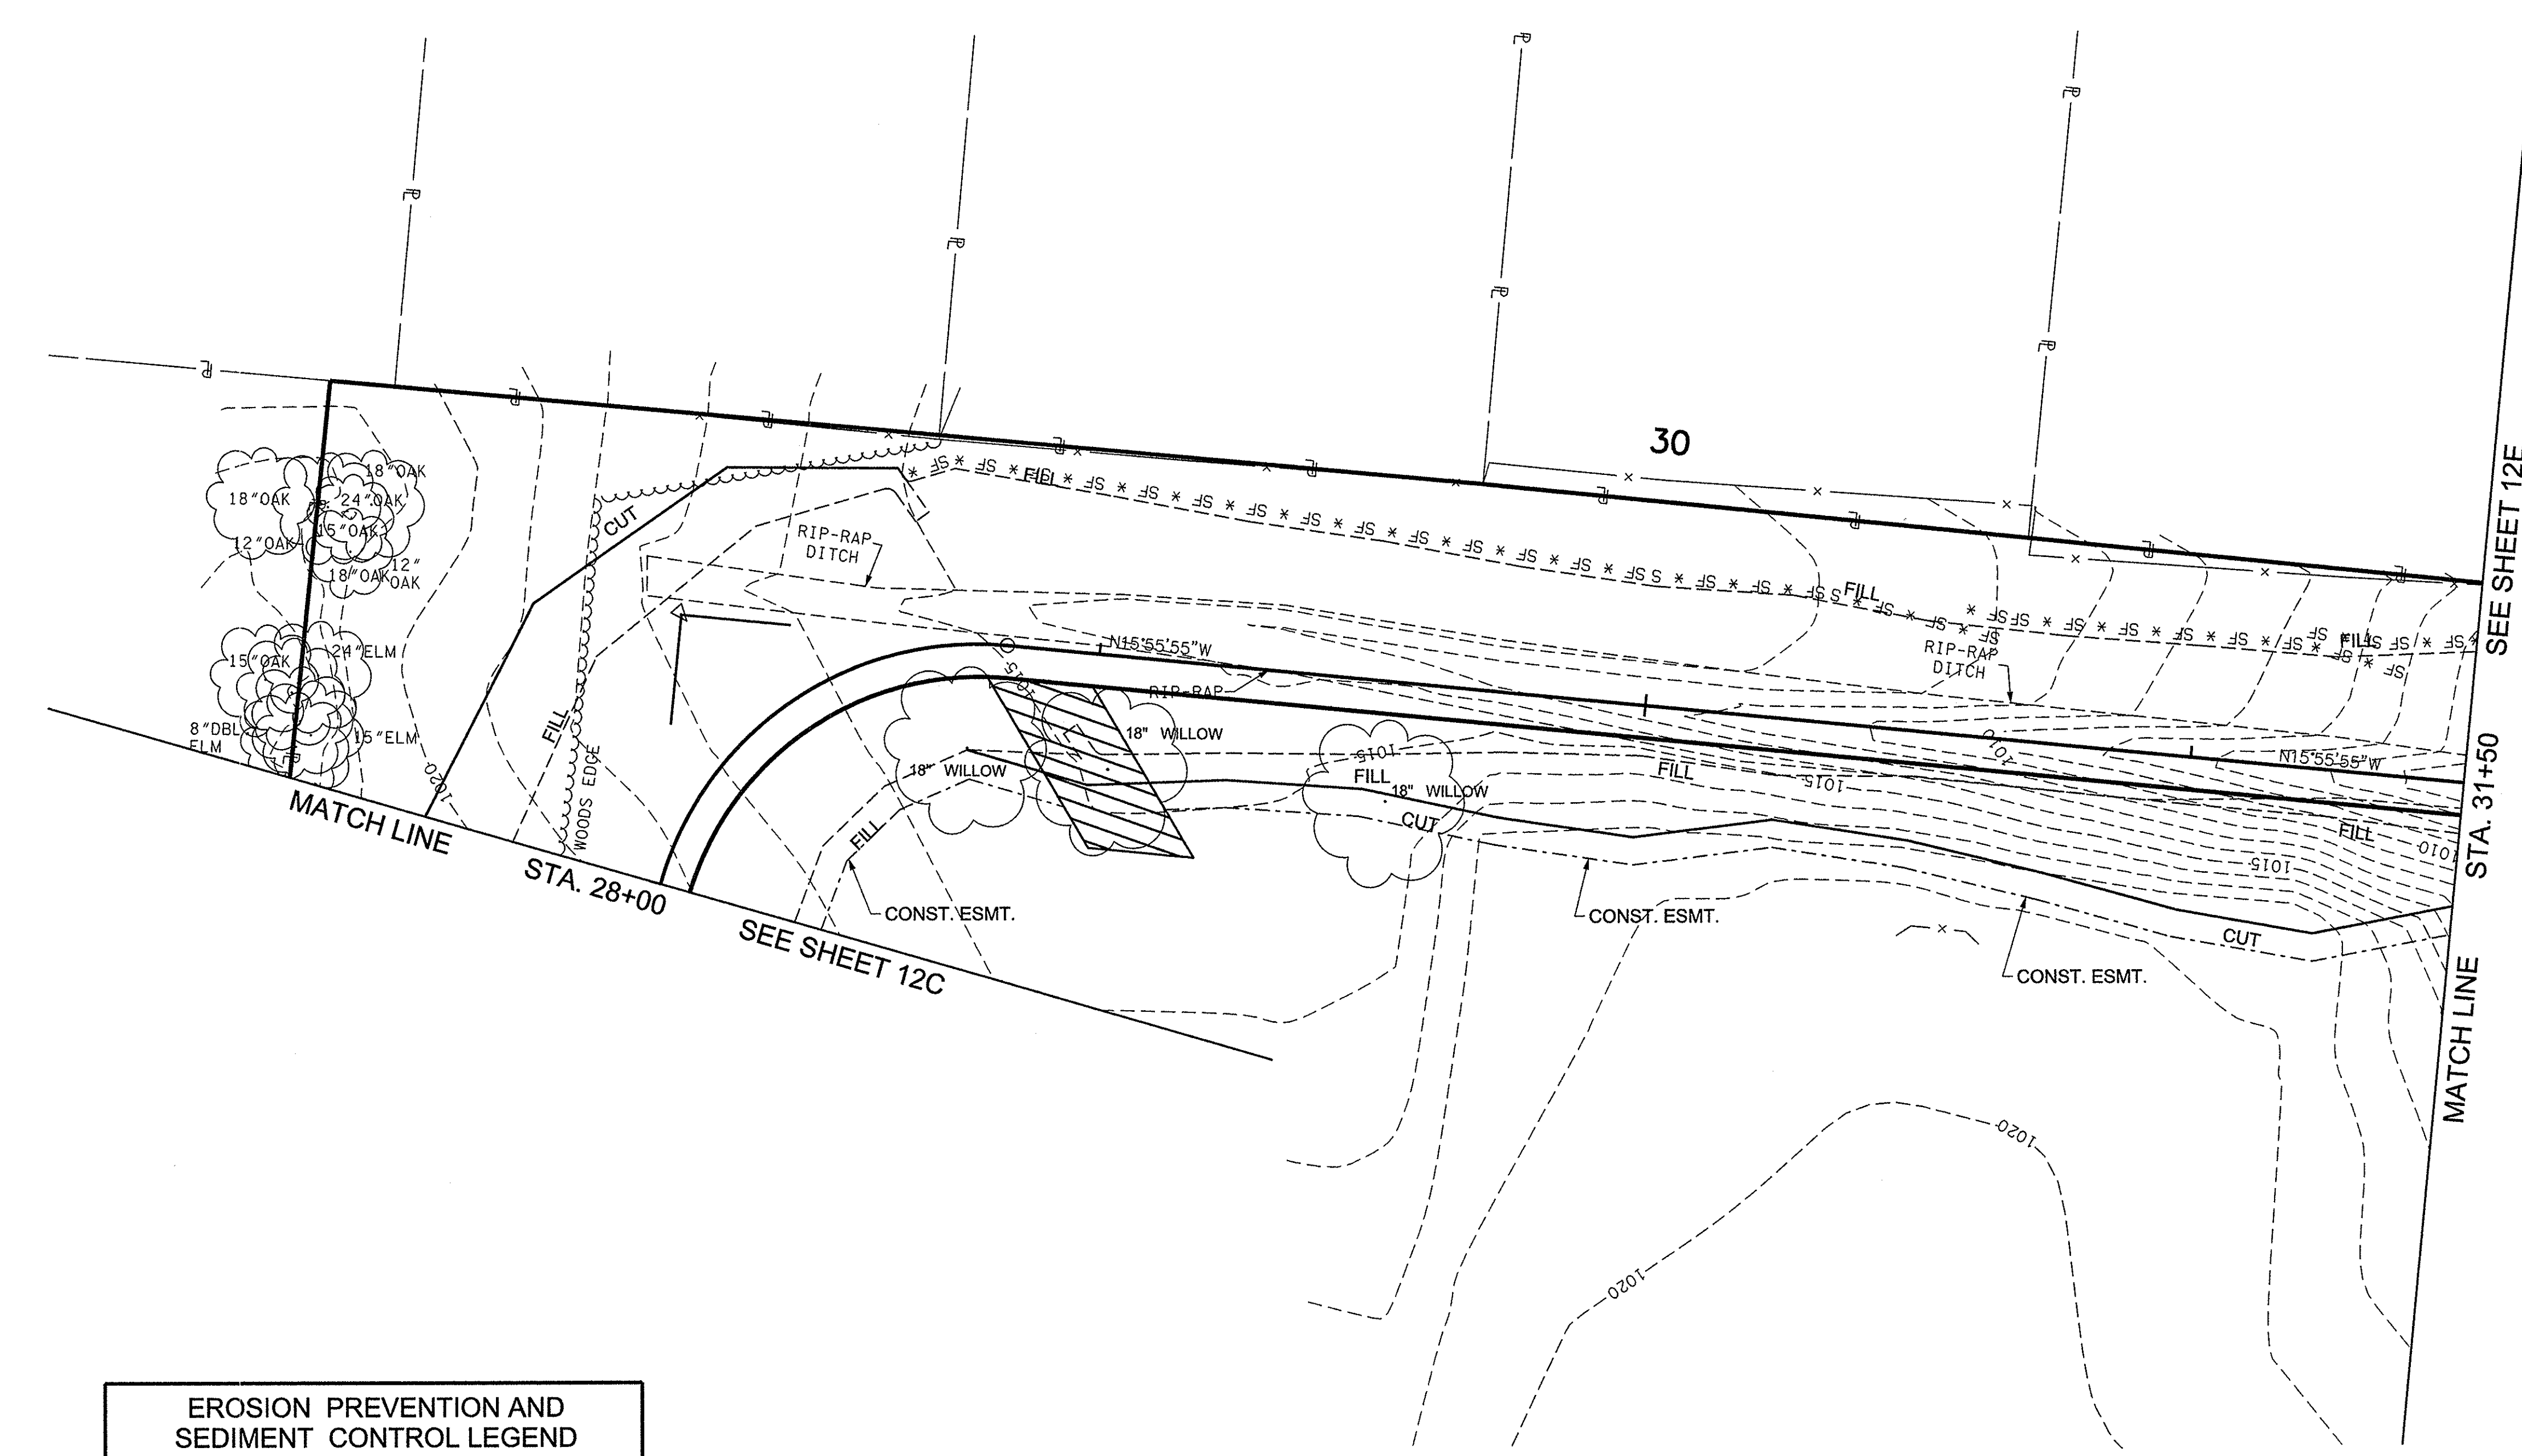 30
SEE SHEET 12E
STA. 31+50
MATCH LINE
18"OAK
18"OAK
24"OAK
15"OAK
12"OAK
12"
OAK
18"OAK
CUT
RIP-RAP
DITCH
FILL
FILL
FILL
RIP-RAP
DITCH
N15°55'55"W
RIP-RAP
1015
15"OAK
24"ELM
8"DBL
ELM
15"ELM
FILL
WOODS EDGE
1020
18" WILLOW
18" WILLOW
1015
FILL
18" WILLOW
CUT
FILL
1015
1010
N15°55'55"W
FILL
1010
1015
CUT
FILL
CONST. ESMT.
CONST. ESMT.
CONST. ESMT.
MATCH LINE
STA. 28+00
SEE SHEET 12C
1020
1020
EROSION PREVENTION AND
SEDIMENT CONTROL LEGEND